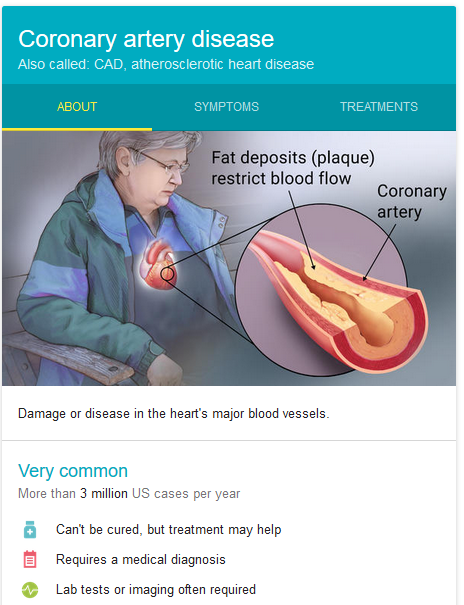 Coronary artery disease
Also called: CAD, atherosclerotic heart disease
ABOUT
SYMPTOMS
TREATMENTS
Fat deposits (plaque)
restrict blood flow
Coronary
artery
Damage or disease in the heart's major blood vessels.
Very common
More than 3 million US cases per year
Can't be cured, but treatment may help
Requires a medical diagnosis
Lab tests or imaging often required